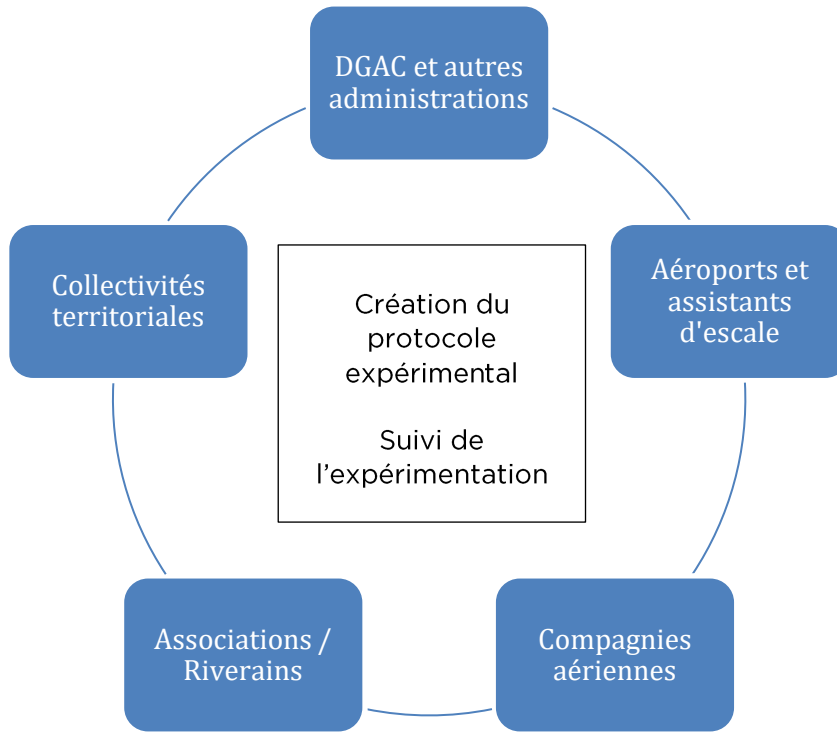 DGAC et autres
administrations
Collectivités
territoriales
Aéroports et
assistants
d'escale
Création du
protocole
expérimental
Suivi de
l’expérimentation
Associations /
Riverains
Compagnies
aériennes